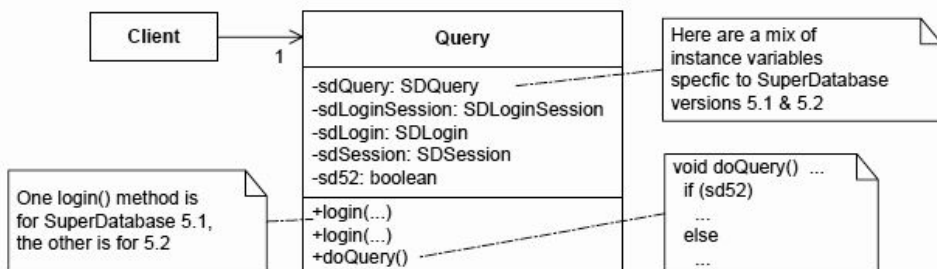 Client
1
Query
-sdQuery: SDQuery
-sdLoginSession: SDLoginSession
-sdLogin: SDLogin
-sdSession: SDSession
-sd52: boolean
+login(...)
+login(...)
+doQuery()
Here are a mix of
instance variables
specfic to SuperDatabase
versions 5.1 & 5.2
One login() method is
for SuperDatabase 5.1,
the other is for 5.2
void doQuery() ...
if (sd52)
...
else
...